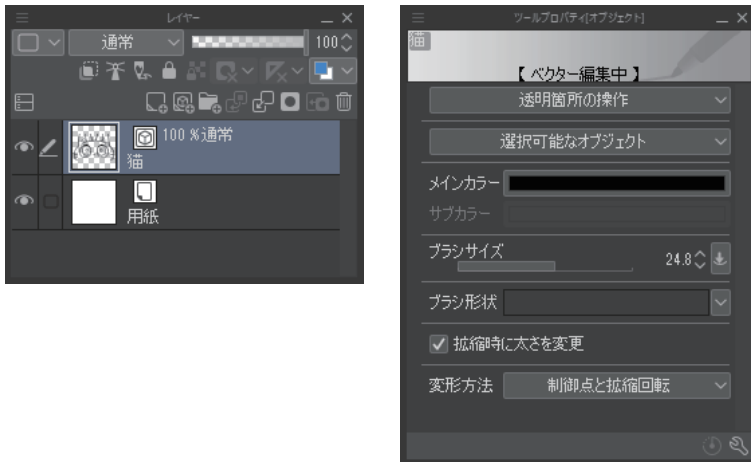 レイヤー
通常
100
100 %通常
猫
用紙
ツールプロパティ[オブジェクト]
猫
【 ベクター編集中 】
透明箇所の操作
選択可能なオブジェクト
メインカラー
サブカラー
ブラシサイズ
24.8
ブラシ形状
拡縮時に太さを変更
変形方法 制御点と拡縮回転